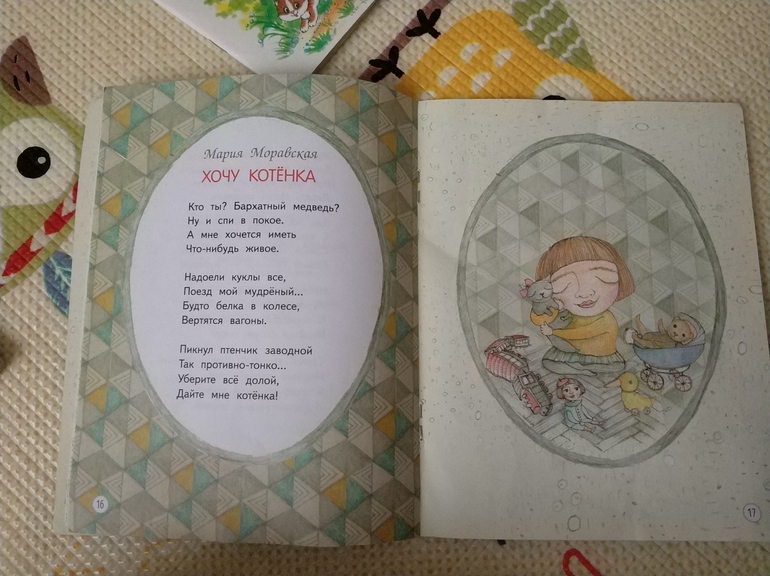 Мария Моравская
ХОЧУ КОТЁНКА
Кто ты? Бархатный медведь?
Ну и спи в покое.
А мне хочется иметь
Что-нибудь живое.
Надоели куклы все,
Поезд мой мудрёный...
Будто белка в колесе,
Вертятся вагоны.
Пикнул птенчик заводной
Так противно-тонко...
Уберите всё долой,
Дайте мне котёнка!
16
17